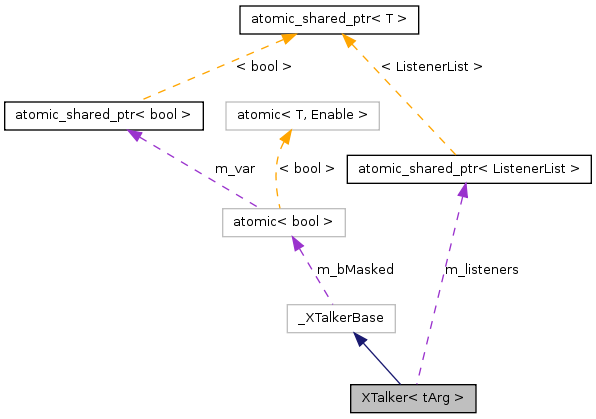 atomic_shared_ptr< T >
< bool >
< ListenerList >
atomic_shared_ptr< bool >
atomic< T, Enable >
m_var
< bool >
atomic_shared_ptr< ListenerList >
atomic< bool >
m_bMasked
m_listeners
_XTalkerBase
XTalker< tArg >